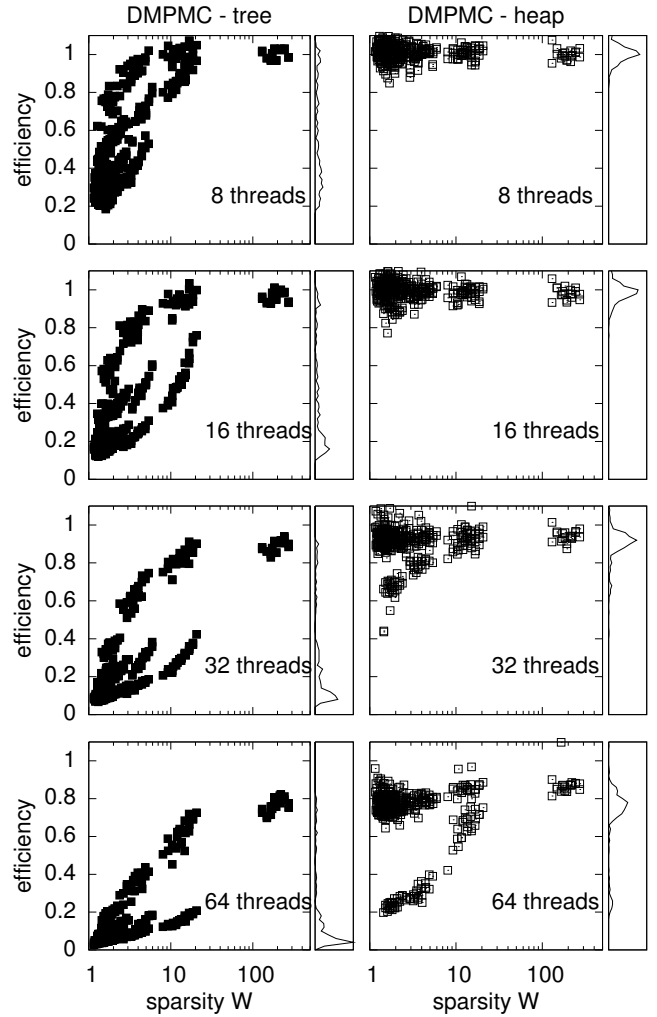 DMPMC - tree DMPMC - heap
1
0.8
efficiency
0.6
0.4
0.2
8 threads 8 threads
0
1
0.8
efficiency
0.6
0.4
16 threads 16 threads
0.2
0
1
0.8
efficiency
0.6
0.4
0.2
32 threads 32 threads
0
1
0.8
efficiency
0.6
0.4
0.2
64 threads 64 threads
0
1 10 100 1 10 100
sparsity W sparsity W